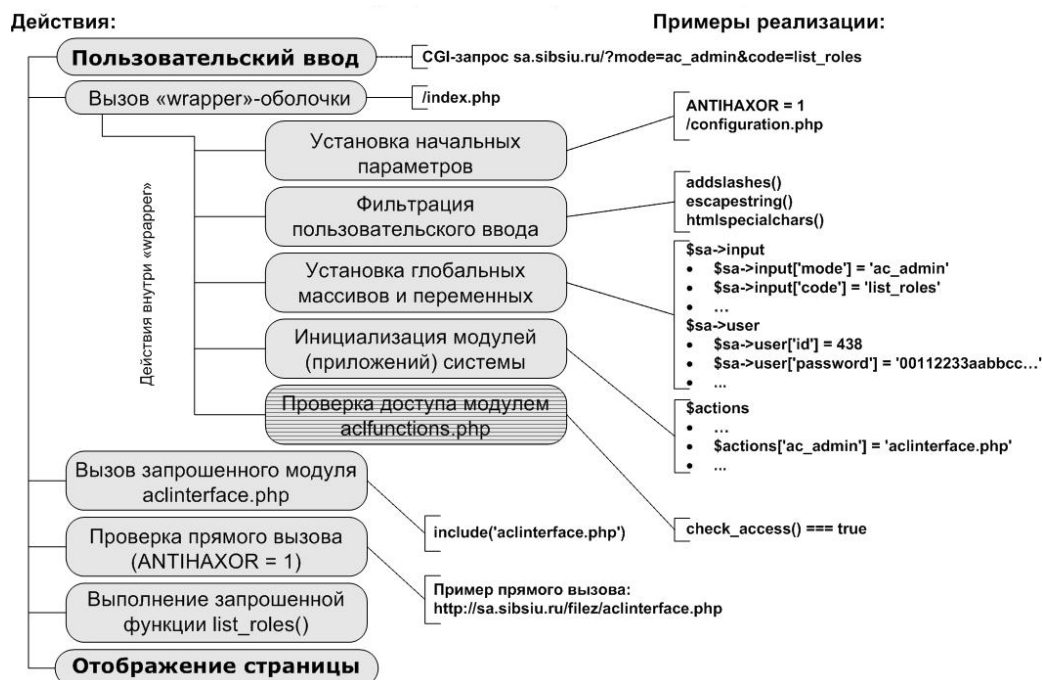 Действия:
Примеры реализации:
Пользовательский ввод
CGI-запрос sa.sibsiu.ru/?mode=ac_admin&code=list_roles
Вызов «wrapper»-оболочки
/index.php
Действия внутри «wpapper»
Установка начальных
параметров
ANTIHAXOR = 1
/configuration.php
Фильтрация
пользовательского ввода
addslashes()
escapestring()
htmlspecialchars()
Установка глобальных
массивов и переменных
$sa->input
• $sa->input['mode'] = 'ac_admin'
• $sa->input['code'] = 'list_roles'
• ...
$sa->user
• $sa->user['id'] = 438
• $sa->user['password'] = '00112233aabbcc...'
• ...
Инициализация модулей
(приложений) системы
$actions
• ...
• $actions['ac_admin'] = 'aclinterface.php'
• ...
Проверка доступа модулем
aclfunctions.php
check_access() === true
Вызов запрошенного модуля
aclinterface.php
include('aclinterface.php')
Проверка прямого вызова
(ANTIHAXOR = 1)
Пример прямого вызова:
http://sa.sibsiu.ru/filez/aclinterface.php
Выполнение запрошенной
функции list_roles()
Отображение страницы